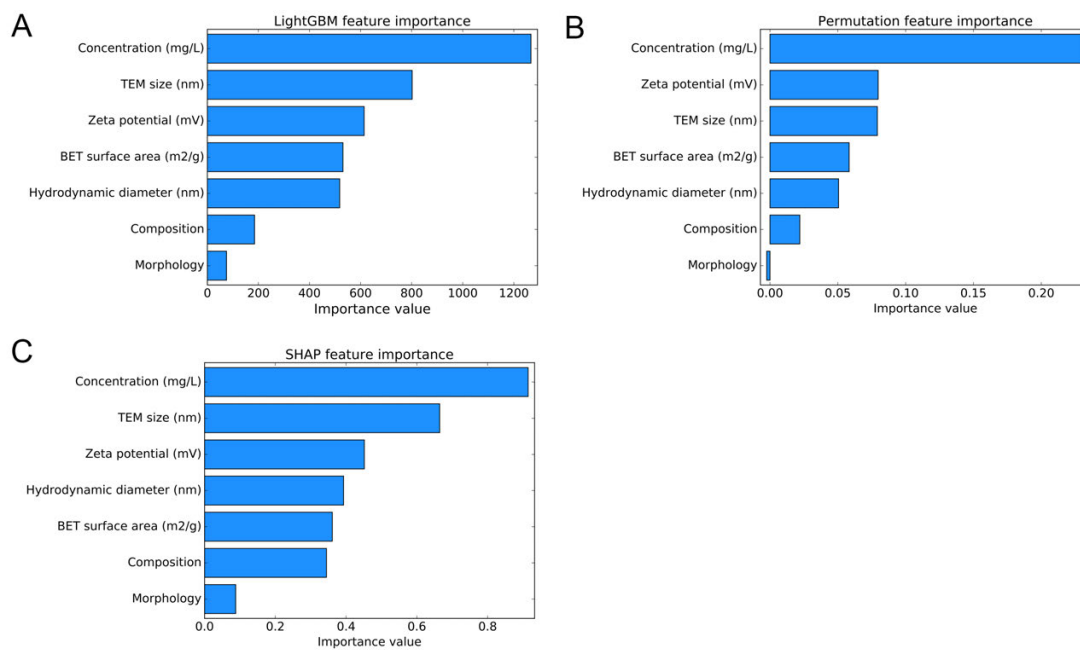 A
LightGBM feature importance
Concentration (mg/L)
TEM size (nm)
Zeta potential (mV)
BET surface area (m2/g)
Hydrodynamic diameter (nm)
Composition
Morphology
0 200 400 600 800 1000 1200
Importance value
B
Permutation feature importance
Concentration (mg/L)
Zeta potential (mV)
TEM size (nm)
BET surface area (m2/g)
Hydrodynamic diameter (nm)
Composition
Morphology
0.00 0.05 0.10 0.15 0.20
Importance value
C
SHAP feature importance
Concentration (mg/L)
TEM size (nm)
Zeta potential (mV)
Hydrodynamic diameter (nm)
BET surface area (m2/g)
Composition
Morphology
0.0 0.2 0.4 0.6 0.8
Importance value